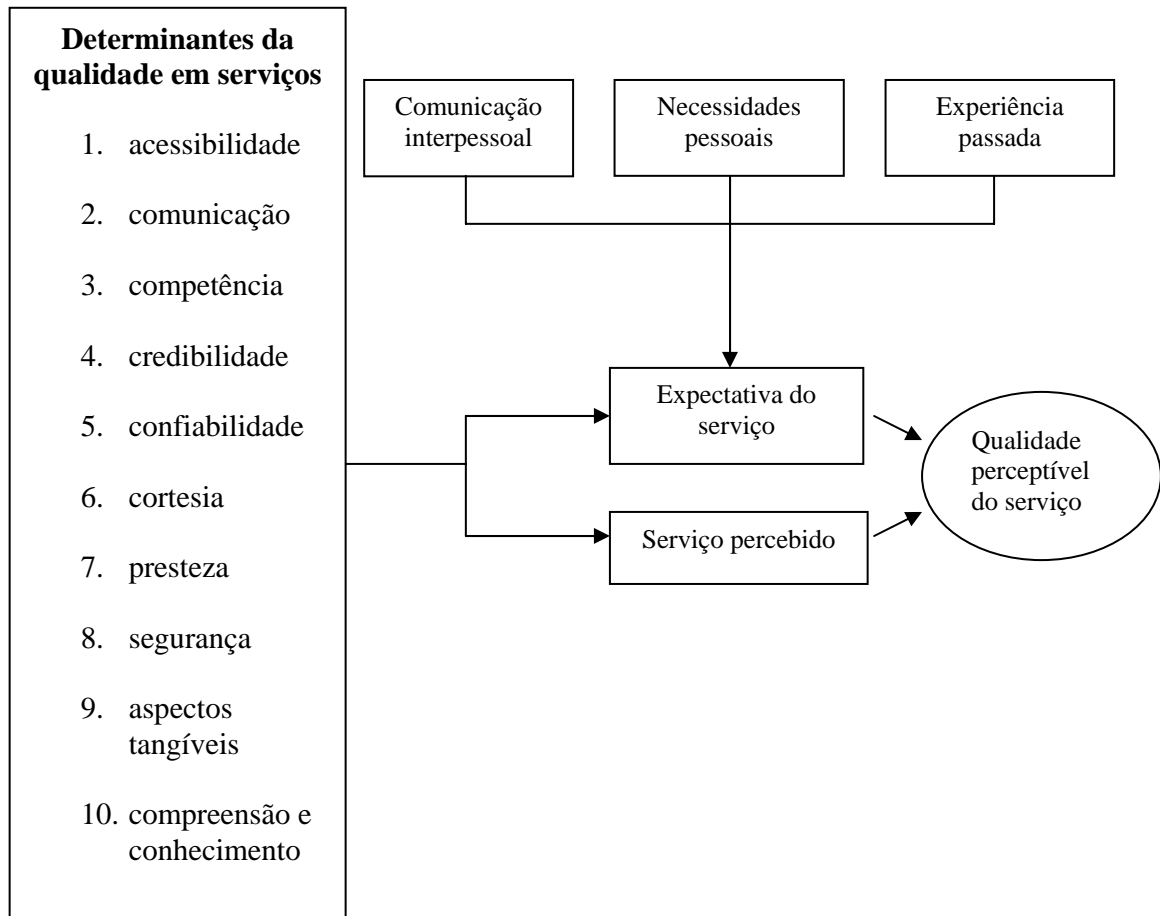 Determinantes da
qualidade em serviços
1. acessibilidade
2. comunicação
3. competência
4. credibilidade
5. confiabilidade
6. cortesia
7. presteza
8. segurança
9. aspectos
tangíveis
10. compreensão e
conhecimento
Comunicação
interpessoal
Necessidades
pessoais
Experiência
passada
Expectativa do
serviço
Serviço percebido
Qualidade
perceptível
do serviço